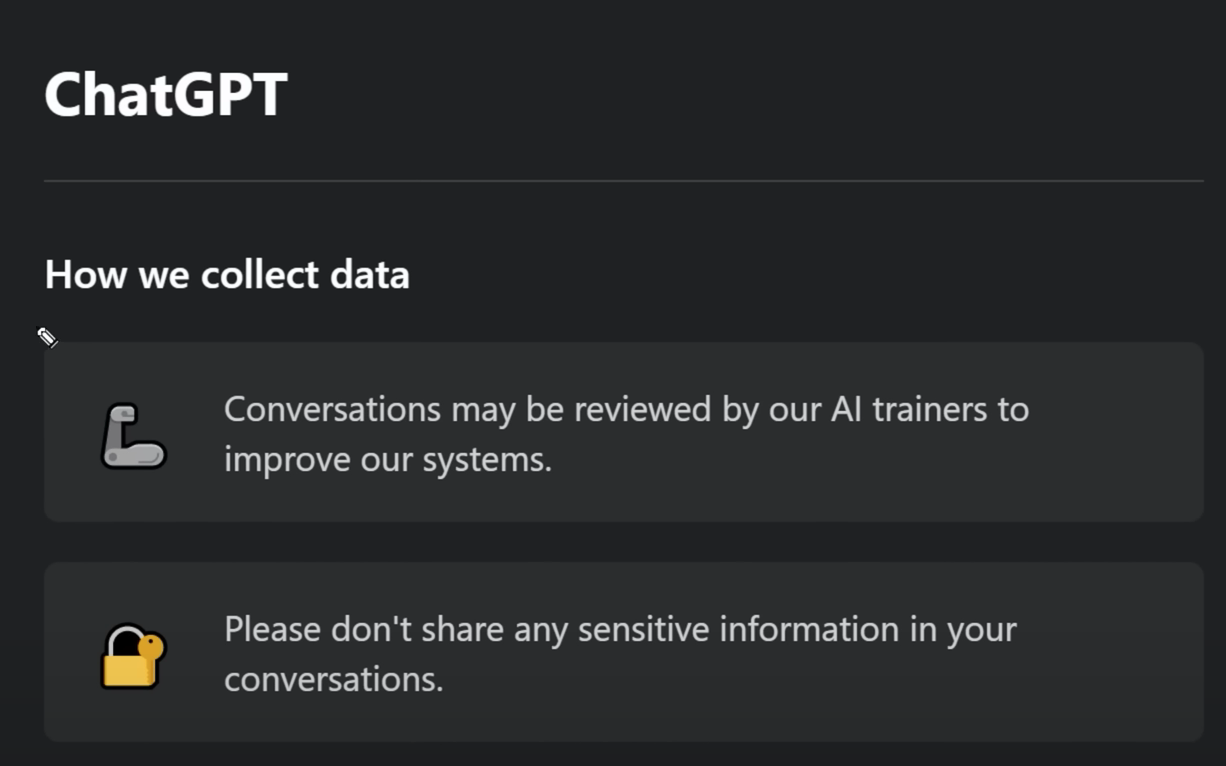 ChatGPT
How we collect data
Conversations may be reviewed by our AI trainers to
improve our systems.
Please don't share any sensitive information in your
conversations.